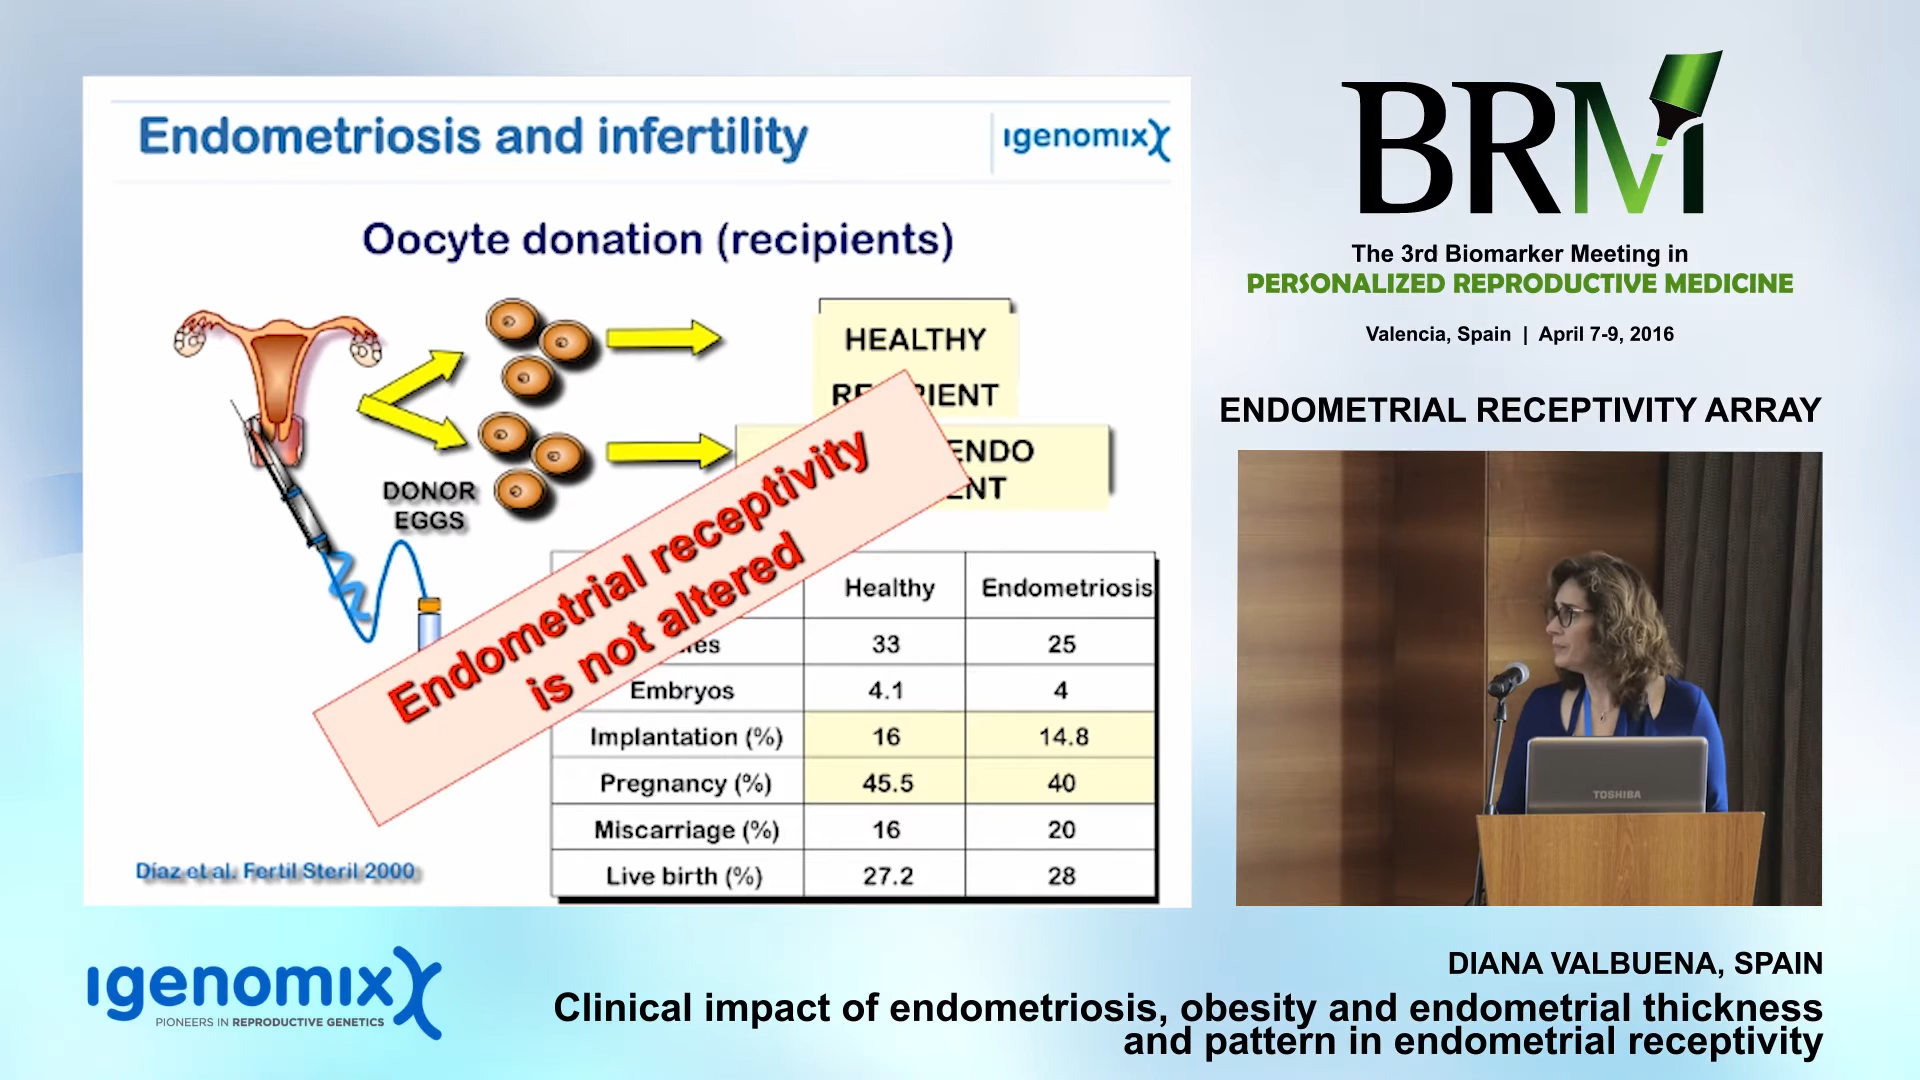 Endometriosis and infertility
igenomix
Oocyte donation (recipients)
HEALTHY
DONOR
EGGS
ENDO
Endometrial receptivity
is not altered
Healthy Endometriosis
33 25
Embryos 4.1 4
Implantation (%) 16 14.8
Pregnancy (%) 45.5 40
Miscarriage (%) 16 20
Live birth (%) 27.2 28
Díaz et al. Fertil Steril 2000
BRM
The 3rd Biomarker Meeting in
PERSONALIZED REPRODUCTIVE MEDICINE
Valencia, Spain | April 7-9, 2016
ENDOMETRIAL RECEPTIVITY ARRAY
TOSHIBA
igenomix
PIONEERS IN REPRODUCTIVE GENETICS
DIANA VALBUENA, SPAIN
Clinical impact of endometriosis, obesity and endometrial thickness
and pattern in endometrial receptivity